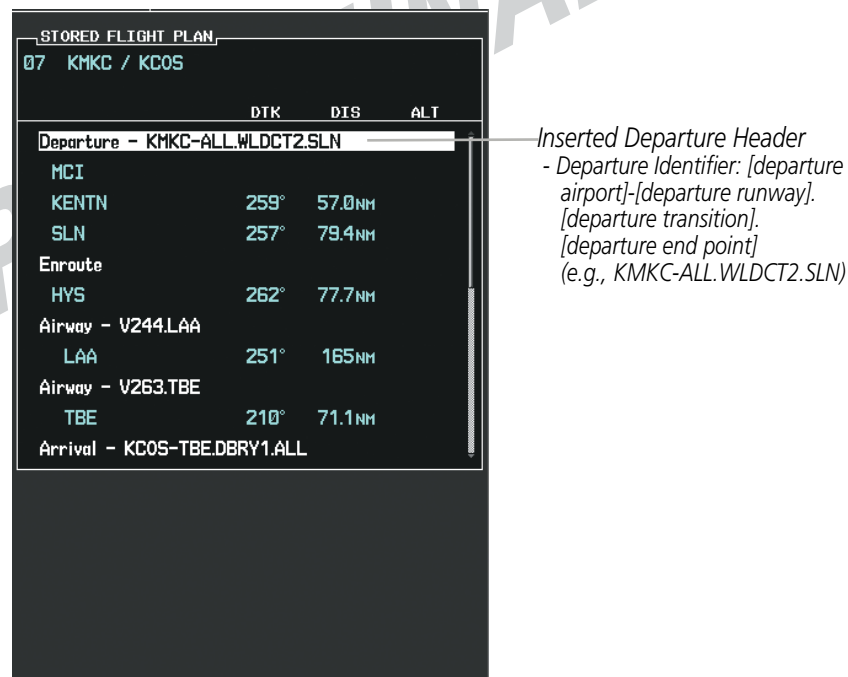 STORED FLIGHT PLAN
07 KMKC / KCOS
DTK DIS ALT
Departure - KMKC-ALL.WLDCT2.SLN
MCI
KENTN 259° 57.0NM
SLN 257° 79.4NM
Enroute
HYS 262° 77.7NM
Airway - V244.LAA
LAA 251° 165NM
Airway - V263.TBE
TBE 210° 71.1NM
Arrival - KCOS-TBE.DBRY1.ALL
Inserted Departure Header
- Departure Identifier: [departure
airport]-[departure runway].
[departure transition].
[departure end point]
(e.g., KMKC-ALL.WLDCT2.SLN)